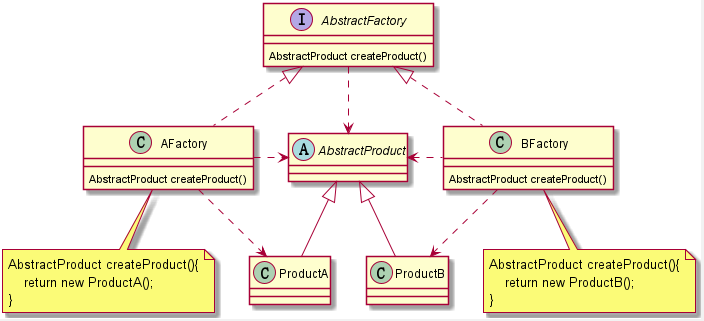 I AbstractFactory
AbstractProduct createProduct()
C AFactory
AbstractProduct createProduct()
A AbstractProduct
C BFactory
AbstractProduct createProduct()
AbstractProduct createProduct(){
return new ProductA();
}
C ProductA
C ProductB
AbstractProduct createProduct(){
return new ProductB();
}